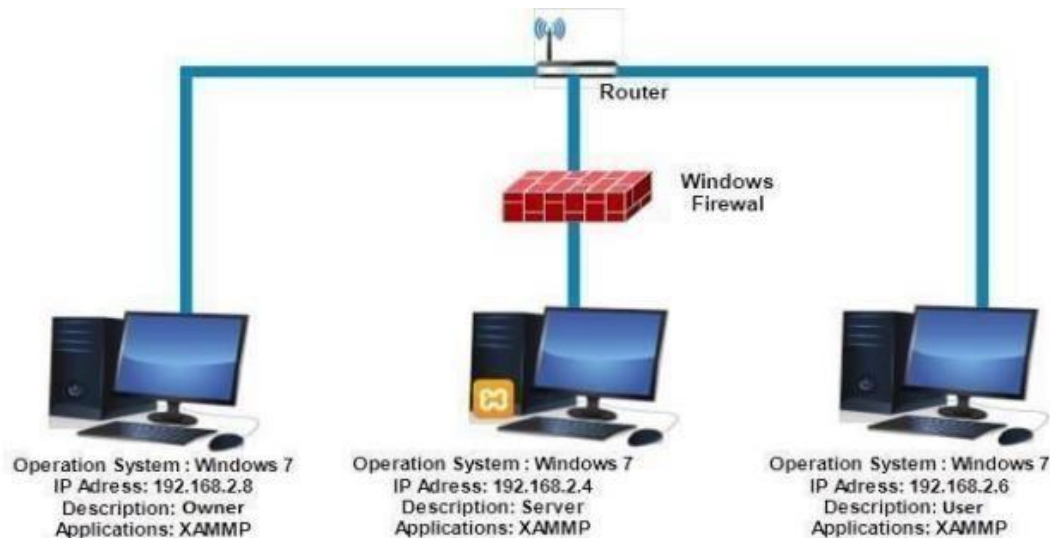 Router
Windows
Firewal
Operation System : Windows 7
IP Adress: 192.168.2.8
Description: Owner
Applications: XAMMP
Operation System : Windows 7
IP Adress: 192.168.2.4
Description: Server
Applications: XAMMP
Operation System : Windows 7
IP Adress: 192.168.2.6
Description: User
Applications: XAMMP